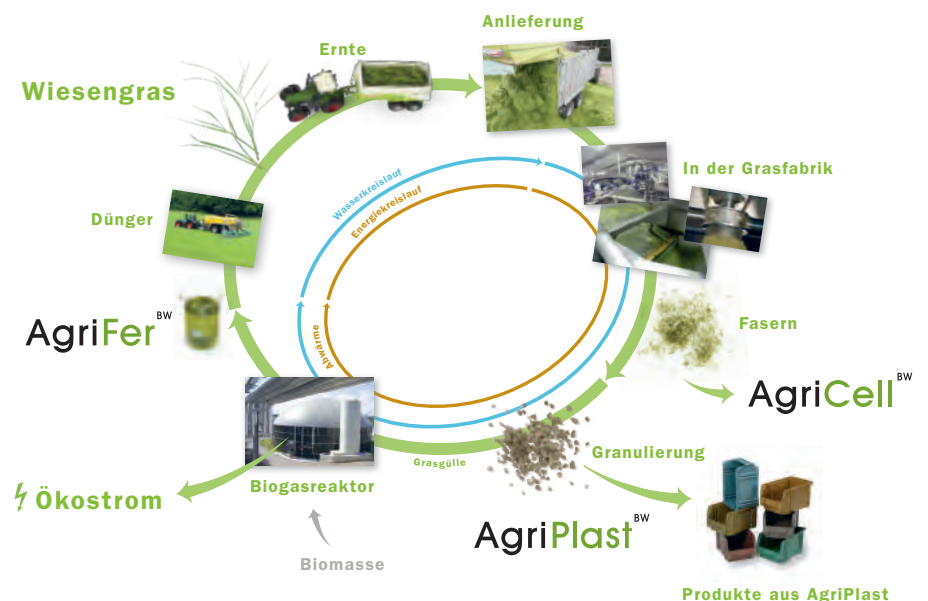 Anlieferung
Ernte
Wiesengras
In der Grasfabrik
Wasserkreislauf
Energiekreislauf
Dünger
Fasern
AgriFer BW
Abwärme
AgriCell BW
Granulierung
Grasgülle
Biogasreaktor
Ökostrom
AgriPlast BW
Biomasse
Produkte aus AgriPlast